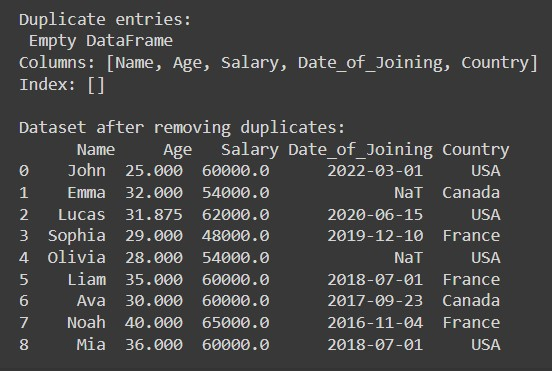 Duplicate entries:
 Empty DataFrame
Columns: [Name, Age, Salary, Date_of_Joining, Country]
Index: []

Dataset after removing duplicates:
      Name     Age   Salary Date_of_Joining Country
0     John  25.000  60000.0      2022-03-01     USA
1     Emma  32.000  54000.0             NaT  Canada
2    Lucas  31.875  62000.0      2020-06-15     USA
3   Sophia  29.000  48000.0      2019-12-10  France
4   Olivia  28.000  54000.0             NaT     USA
5     Liam  35.000  60000.0      2018-07-01  France
6      Ava  30.000  60000.0      2017-09-23  Canada
7     Noah  40.000  65000.0      2016-11-04  France
8      Mia  36.000  60000.0      2018-07-01     USA